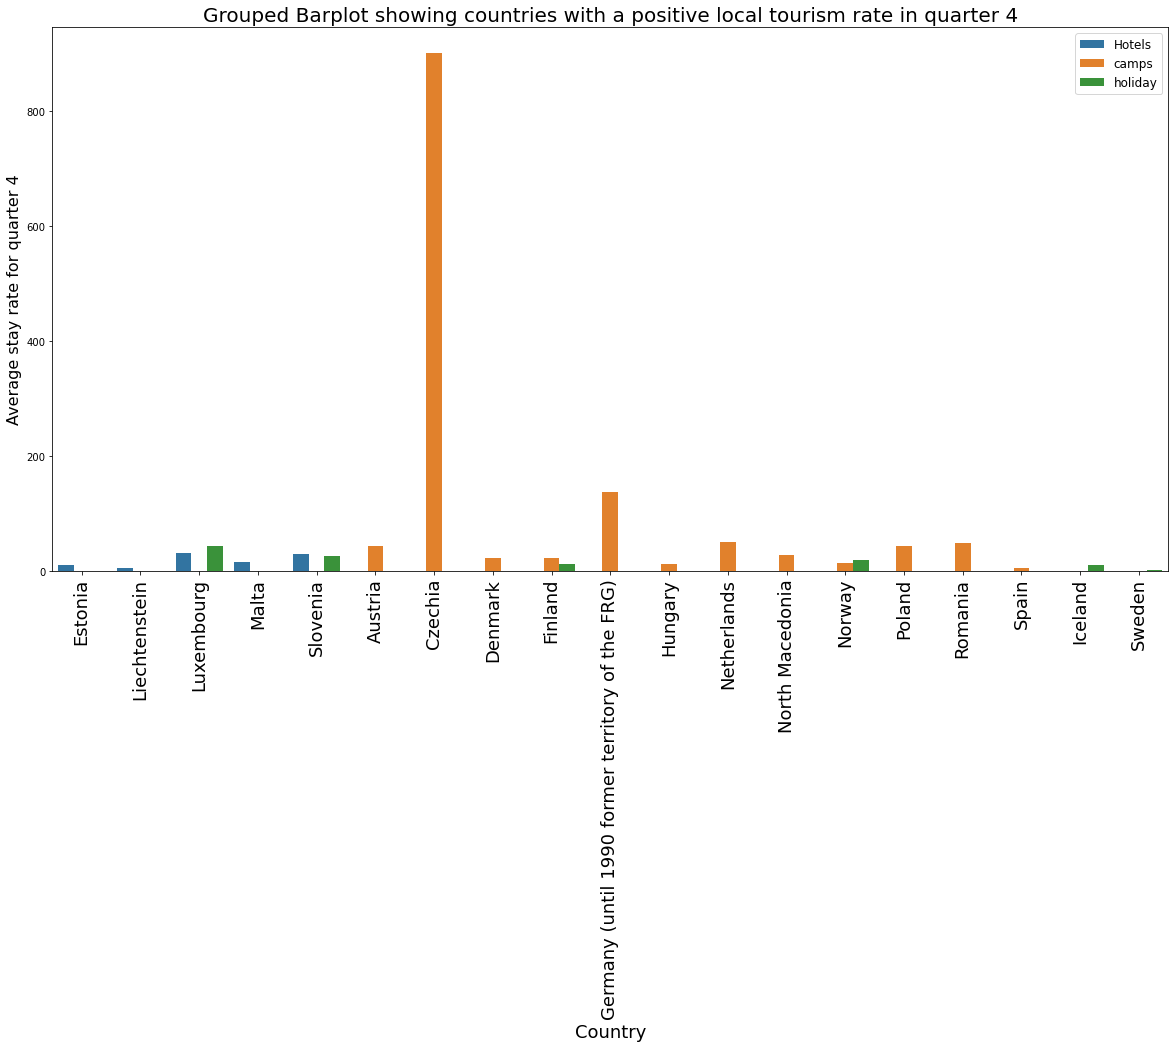 Grouped Barplot showing countries with a positive local tourism rate in quarter 4
Hotels
camps
holiday
Average stay rate for quarter 4
800
600
400
200
0
Estonia
Liechtenstein
Luxembourg
Malta
Slovenia
Austria
Czechia
Denmark
Finland
Germany (until 1990 former territory of the FRG)
Hungary
Netherlands
North Macedonia
Norway
Poland
Romania
Spain
Iceland
Sweden
Country